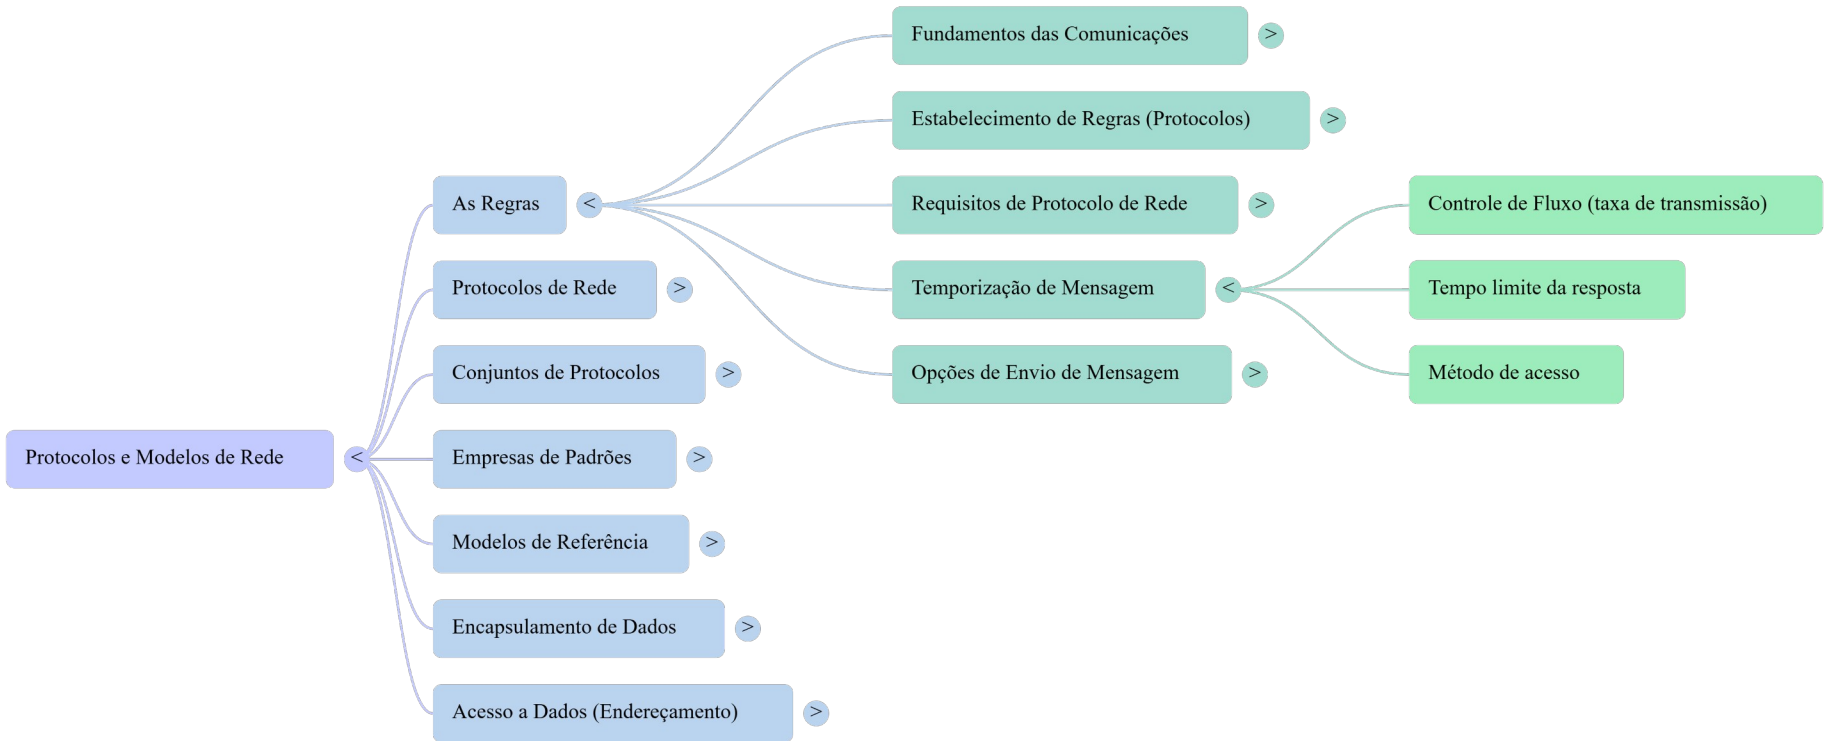 Protocolos e Modelos de Rede
<
As Regras
<
Fundamentos das Comunicações
>
Estabelecimento de Regras (Protocolos)
>
Requisitos de Protocolo de Rede
>
Temporização de Mensagem
<
Controle de Fluxo (taxa de transmissão)
Tempo limite da resposta
Método de acesso
Opções de Envio de Mensagem
>
Protocolos de Rede
>
Conjuntos de Protocolos
>
Empresas de Padrões
>
Modelos de Referência
>
Encapsulamento de Dados
>
Acesso a Dados (Endereçamento)
>